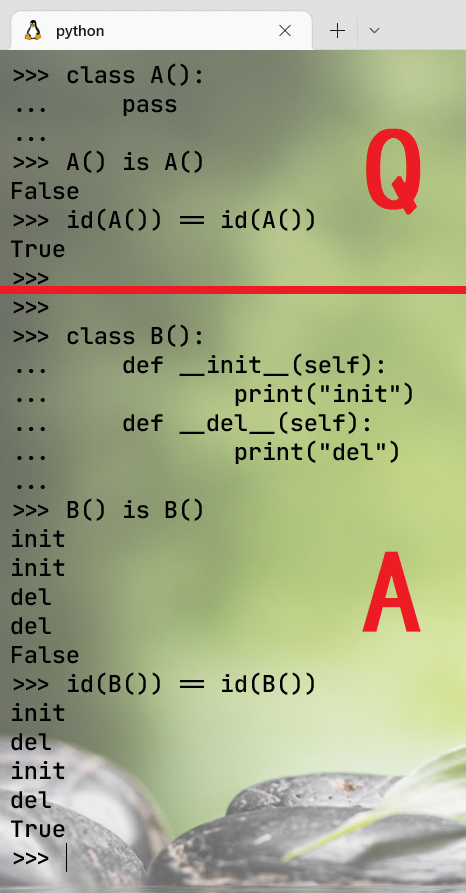 python
>>> class A():
...     pass
...
>>> A() is A()
False
>>> id(A()) == id(A())
True
>>>
Q
>>>
>>> class B():
...     def __init__(self):
...             print("init")
...     def __del__(self):
...             print("del")
...
>>> B() is B()
init
init
del
del
False
>>> id(B()) == id(B())
init
del
init
del
True
>>>
A